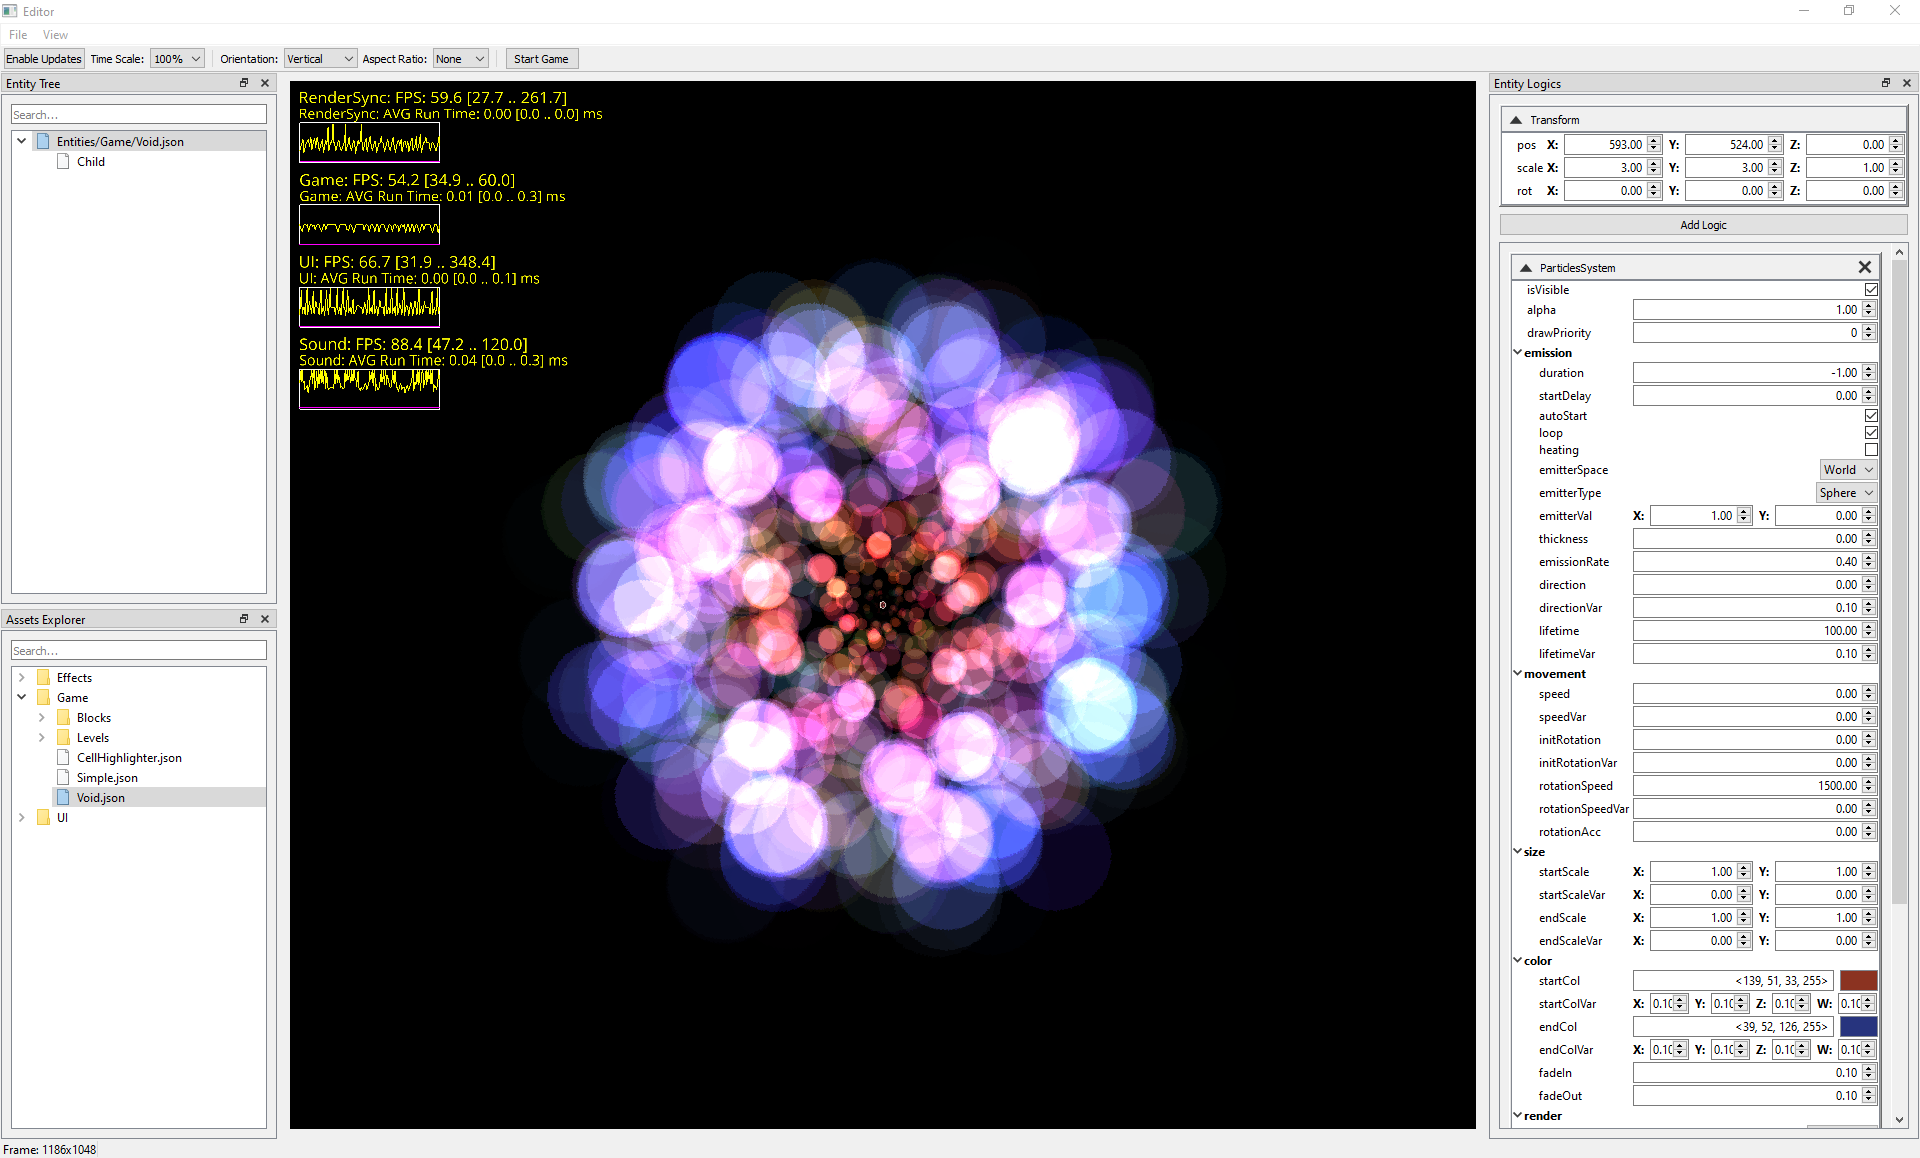 Editor
File View
Enable Updates Time Scale: 100% Orientation: Vertical Aspect Ratio: None Start Game
Entity Tree
Search...
Entities/Game/Void.json
Child
Assets Explorer
Search...
Effects
Game
Blocks
Levels
CellHighlighter.json
Simple.json
Void.json
UI
Frame: 1186x1048
RenderSync: FPS: 59.6 [27.7 .. 261.7]
RenderSync: AVG Run Time: 0.00 [0.0 .. 0.0] ms
Game: FPS: 54.2 [34.9 .. 60.0]
Game: AVG Run Time: 0.01 [0.0 .. 0.3] ms
UI: FPS: 66.7 [31.9 .. 348.4]
UI: AVG Run Time: 0.00 [0.0 .. 0.1] ms
Sound: FPS: 88.4 [47.2 .. 120.0]
Sound: AVG Run Time: 0.04 [0.0 .. 0.3] ms
Entity Logics
Transform
pos X: 593.00 Y: 524.00 Z: 0.00
scale X: 3.00 Y: 3.00 Z: 1.00
rot X: 0.00 Y: 0.00 Z: 0.00
Add Logic
ParticlesSystem
isVisible
alpha 1.00
drawPriority 0
emission
duration -1.00
startDelay 0.00
autoStart
loop
heating
emitterSpace World
emitterType Sphere
emitterVal X: 1.00 Y: 0.00
thickness 0.00
emissionRate 0.40
direction 0.00
directionVar 0.10
lifetime 100.00
lifetimeVar 0.10
movement
speed 0.00
speedVar 0.00
initRotation 0.00
initRotationVar 0.00
rotationSpeed 1500.00
rotationSpeedVar 0.00
rotationAcc 0.00
size
startScale X: 1.00 Y: 1.00
startScaleVar X: 0.00 Y: 0.00
endScale X: 1.00 Y: 1.00
endScaleVar X: 0.00 Y: 0.00
color
startCol <139, 51, 33, 255>
startColVar X: 0.10 Y: 0.10 Z: 0.10 W: 0.10
endCol <39, 52, 126, 255>
endColVar X: 0.10 Y: 0.10 Z: 0.10 W: 0.10
fadeIn 0.10
fadeOut 0.10
render